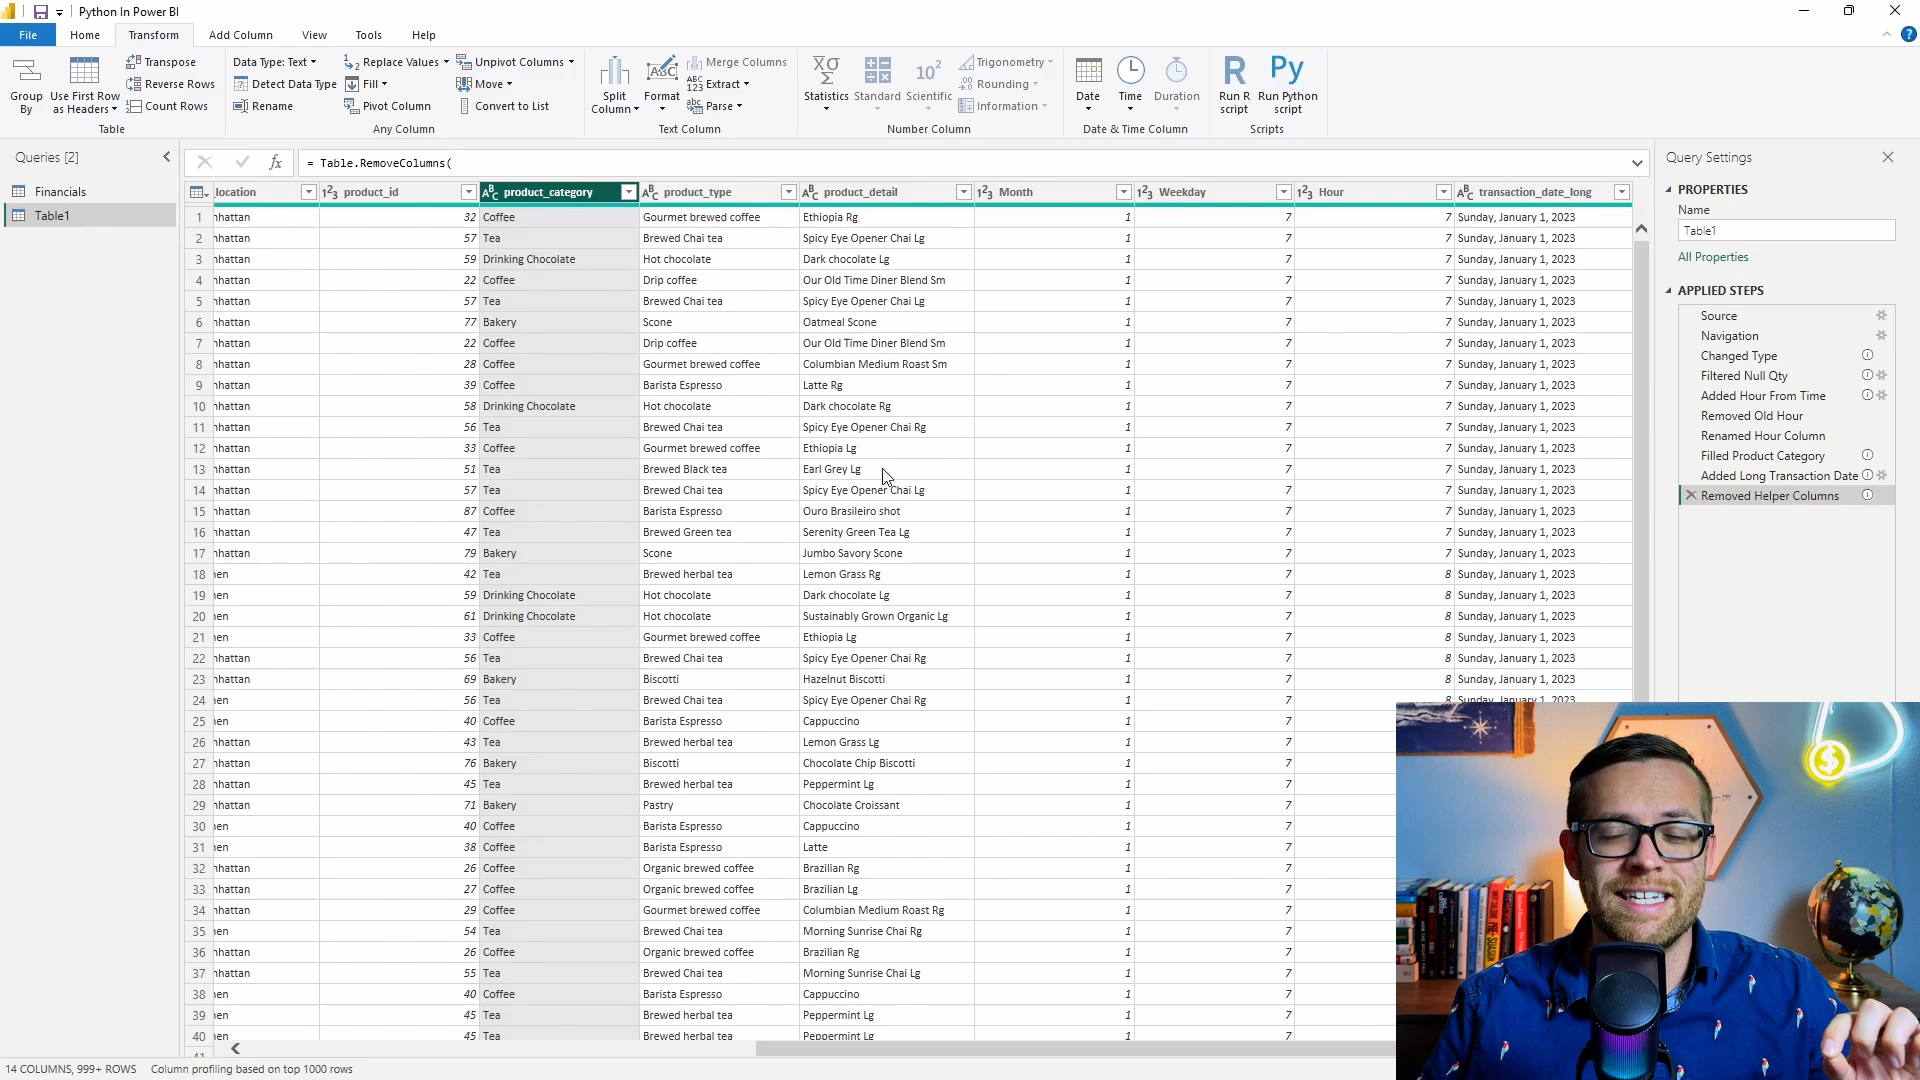 Python In Power BI
File Home Transform Add Column View Tools Help
Group By
Use First Row as Headers
Transpose
Reverse Rows
Count Rows
Table
Data Type: Text
Detect Data Type
Rename
Replace Values
Fill
Pivot Column
Unpivot Columns
Move
Convert to List
Any Column
Split Column
Format
Merge Columns
Extract
Parse
Text Column
Statistics
Standard
Scientific
Trigonometry
Rounding
Information
Number Column
Date
Time
Duration
Date & Time Column
Run R script
Run Python script
Scripts
Queries [2]
Financials
Table1
= Table.RemoveColumns(
location product_id product_category product_type product_detail Month Weekday Hour transaction_date_long
1 nhattan 32 Coffee Gourmet brewed coffee Ethiopia Rg 1 7 7 Sunday, January 1, 2023
2 nhattan 57 Tea Brewed Chai tea Spicy Eye Opener Chai Lg 1 7 7 Sunday, January 1, 2023
3 nhattan 59 Drinking Chocolate Hot chocolate Dark chocolate Lg 1 7 7 Sunday, January 1, 2023
4 nhattan 22 Coffee Drip coffee Our Old Time Diner Blend Sm 1 7 7 Sunday, January 1, 2023
5 nhattan 57 Tea Brewed Chai tea Spicy Eye Opener Chai Lg 1 7 7 Sunday, January 1, 2023
6 nhattan 77 Bakery Scone Oatmeal Scone 1 7 7 Sunday, January 1, 2023
7 nhattan 22 Coffee Drip coffee Our Old Time Diner Blend Sm 1 7 7 Sunday, January 1, 2023
8 nhattan 28 Coffee Gourmet brewed coffee Columbian Medium Roast Sm 1 7 7 Sunday, January 1, 2023
9 nhattan 39 Coffee Barista Espresso Latte Rg 1 7 7 Sunday, January 1, 2023
10 nhattan 58 Drinking Chocolate Hot chocolate Dark chocolate Rg 1 7 7 Sunday, January 1, 2023
11 nhattan 56 Tea Brewed Chai tea Spicy Eye Opener Chai Rg 1 7 7 Sunday, January 1, 2023
12 nhattan 33 Coffee Gourmet brewed coffee Ethiopia Lg 1 7 7 Sunday, January 1, 2023
13 nhattan 51 Tea Brewed Black tea Earl Grey Lg 1 7 7 Sunday, January 1, 2023
14 nhattan 57 Tea Brewed Chai tea Spicy Eye Opener Chai Lg 1 7 7 Sunday, January 1, 2023
15 nhattan 87 Coffee Barista Espresso Ouro Brasileiro shot 1 7 7 Sunday, January 1, 2023
16 nhattan 47 Tea Brewed Green tea Serenity Green Tea Lg 1 7 7 Sunday, January 1, 2023
17 nhattan 79 Bakery Scone Jumbo Savory Scone 1 7 7 Sunday, January 1, 2023
18 en 42 Tea Brewed herbal tea Lemon Grass Rg 1 7 8 Sunday, January 1, 2023
19 en 59 Drinking Chocolate Hot chocolate Dark chocolate Lg 1 7 8 Sunday, January 1, 2023
20 en 61 Drinking Chocolate Hot chocolate Sustainably Grown Organic Lg 1 7 8 Sunday, January 1, 2023
21 en 33 Coffee Gourmet brewed coffee Ethiopia Lg 1 7 8 Sunday, January 1, 2023
22 nhattan 56 Tea Brewed Chai tea Spicy Eye Opener Chai Rg 1 7 8 Sunday, January 1, 2023
23 nhattan 69 Bakery Biscotti Hazelnut Biscotti 1 7 8 Sunday, January 1, 2023
24 en 56 Tea Brewed Chai tea Spicy Eye Opener Chai Rg 1 7 8 Sunday, January 1, 2023
25 en 40 Coffee Barista Espresso Cappuccino 1 7
26 nhattan 43 Tea Brewed herbal tea Lemon Grass Lg 1 7
27 nhattan 76 Bakery Biscotti Chocolate Chip Biscotti 1 7
28 nhattan 45 Tea Brewed herbal tea Peppermint Lg 1 7
29 nhattan 71 Bakery Pastry Chocolate Croissant 1 7
30 en 40 Coffee Barista Espresso Cappuccino 1 7
31 en 38 Coffee Barista Espresso Latte 1 7
32 nhattan 26 Coffee Organic brewed coffee Brazilian Rg 1 7
33 nhattan 27 Coffee Organic brewed coffee Brazilian Lg 1 7
34 nhattan 29 Coffee Gourmet brewed coffee Columbian Medium Roast Rg 1 7
35 en 54 Tea Brewed Chai tea Morning Sunrise Chai Rg 1 7
36 nhattan 26 Coffee Organic brewed coffee Brazilian Rg 1 7
37 nhattan 55 Tea Brewed Chai tea Morning Sunrise Chai Lg 1 7
38 en 40 Coffee Barista Espresso Cappuccino 1 7
39 en 45 Tea Brewed herbal tea Peppermint Lg 1 7
40 en 45 Tea Brewed herbal tea Peppermint Lg 1 7
41
Query Settings
PROPERTIES
Name
Table1
All Properties
APPLIED STEPS
Source
Navigation
Changed Type
Filtered Null Qty
Added Hour From Time
Removed Old Hour
Renamed Hour Column
Filled Product Category
Added Long Transaction Date
Removed Helper Columns
14 COLUMNS, 999+ ROWS Column profiling based on top 1000 rows